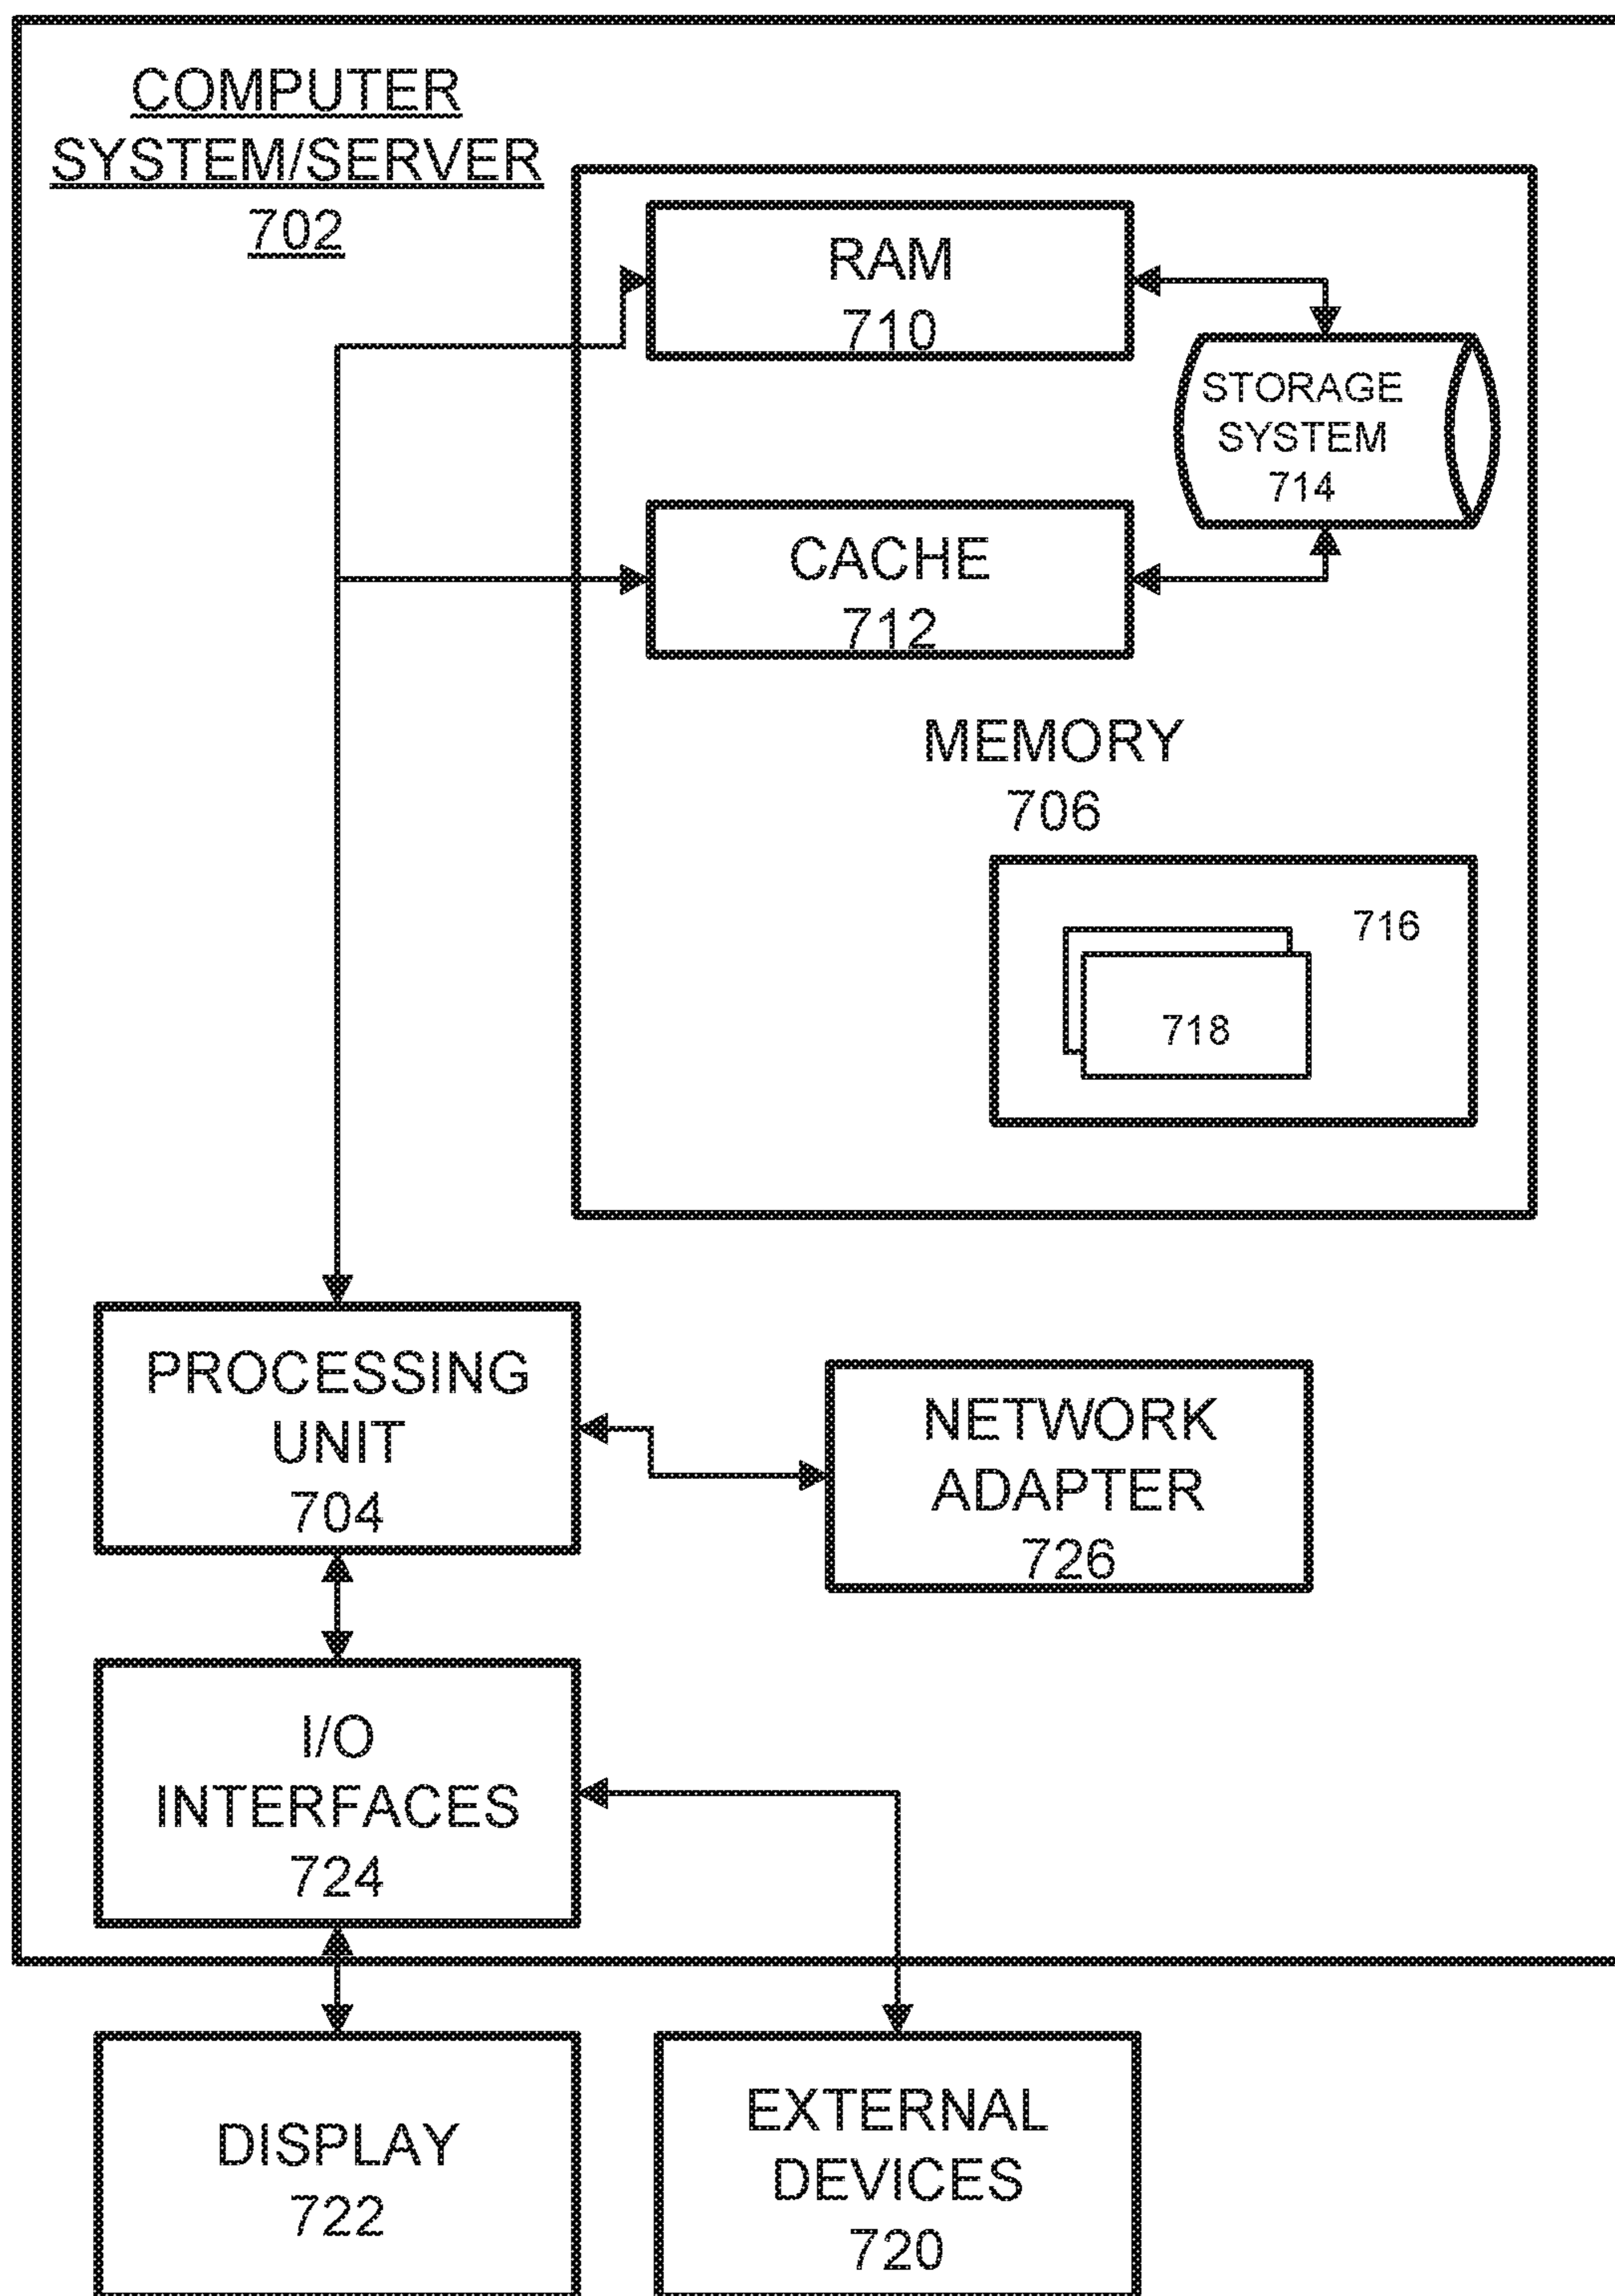 COMPUTER
SYSTEM/SERVER
702
RAM
710
STORAGE
SYSTEM
714
CACHE
712
MEMORY
706
716
718
PROCESSING
UNIT
704
NETWORK
ADAPTER
726
I/O
INTERFACES
724
DISPLAY
722
EXTERNAL
DEVICES
720